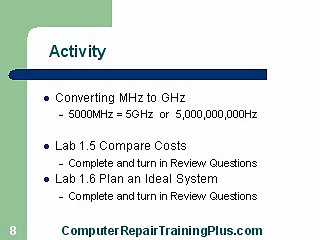 Activity
● Converting MHz to GHz
– 5000MHz = 5GHz or 5,000,000,000Hz
● Lab 1.5 Compare Costs
– Complete and turn in Review Questions
● Lab 1.6 Plan an Ideal System
– Complete and turn in Review Questions
8
ComputerRepairTrainingPlus.com